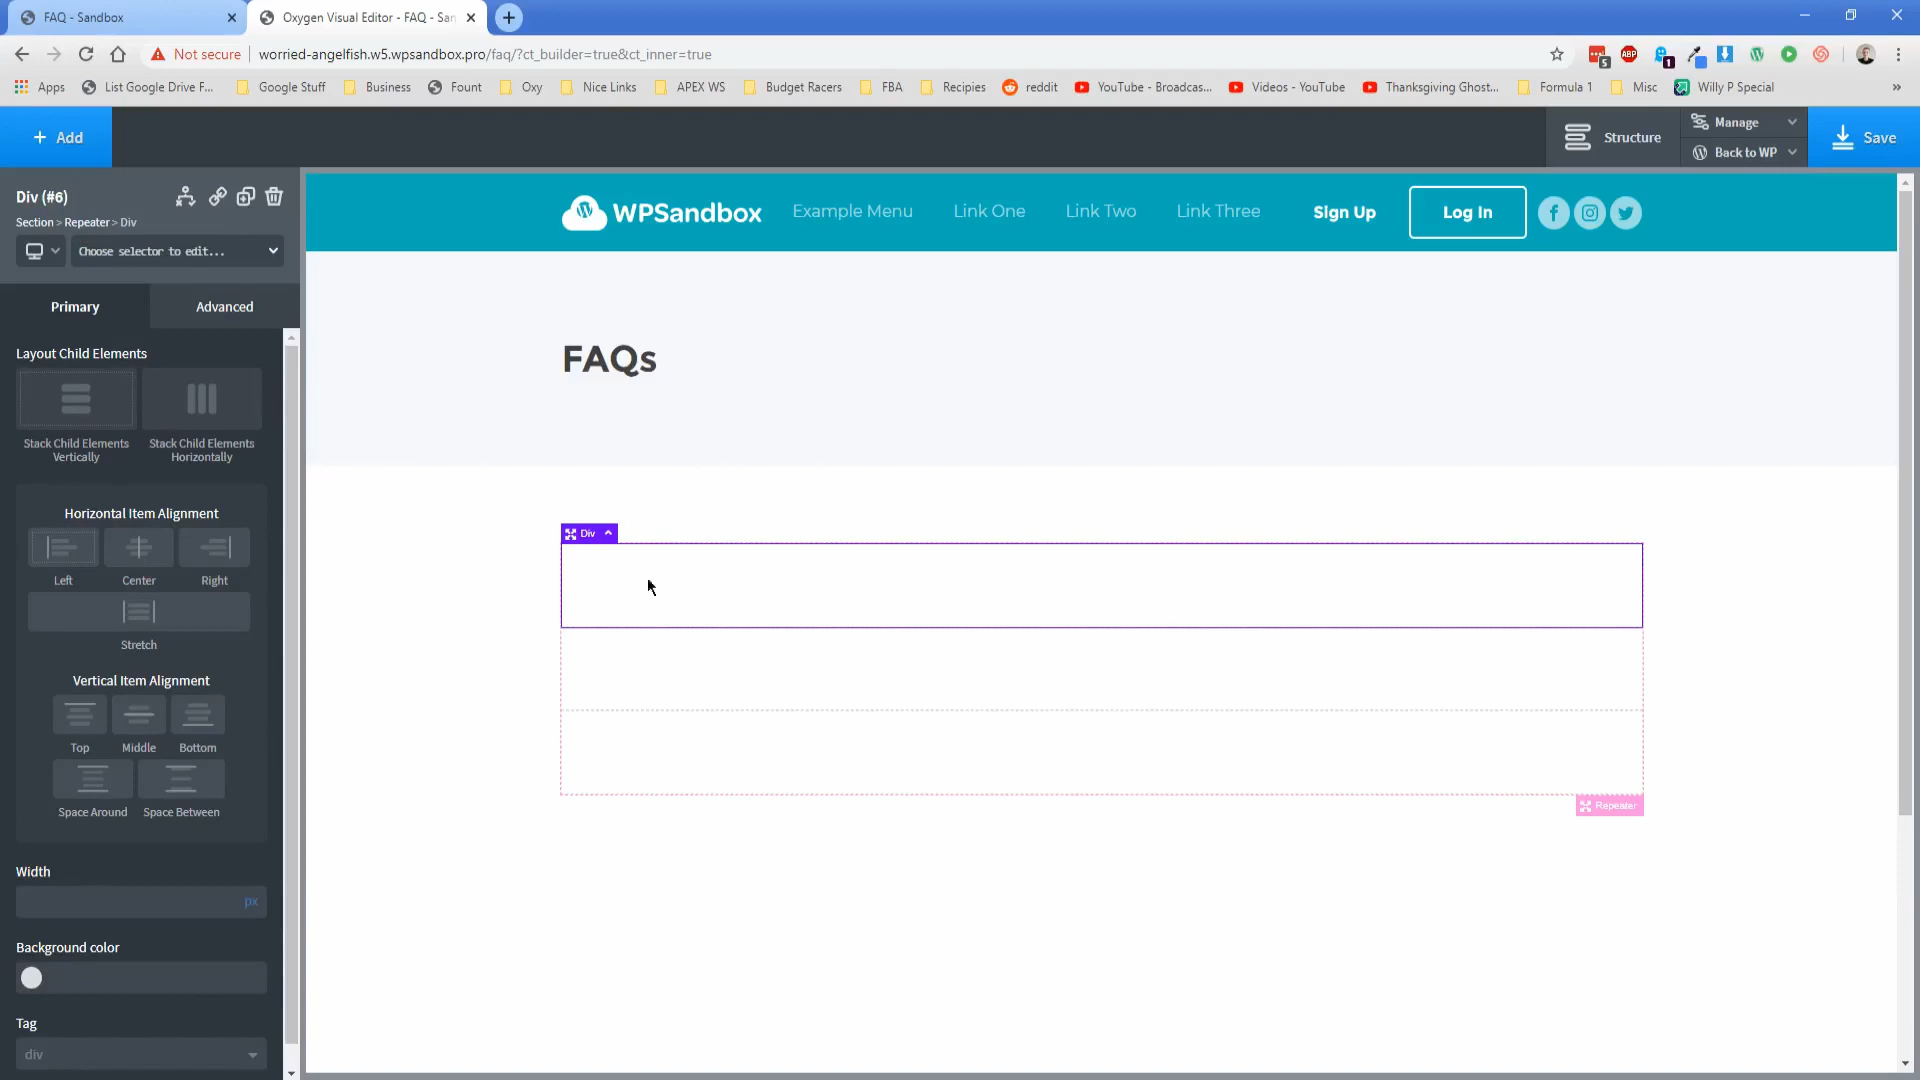 FAQ - Sandbox
Oxygen Visual Editor - FAQ - San
Not secure
worried-angelfish.w5.wpsandbox.pro/faq/?ct_builder=true&ct_inner=true
S
ABP
1
Apps
List Google Drive F...
Google Stuff
Business
Fount
Oxy
Nice Links
APEX WS
Budget Racers
FBA
Recipies
reddit
YouTube - Broadcas...
Videos - YouTube
Thanksgiving Ghost...
Formula 1
Misc
Willy P Special
»
+ Add
Structure
Manage
Back to WP
Save
Div (#6)
Section > Repeater > Div
Choose selector to edit...
Primary
Advanced
Layout Child Elements
Stack Child Elements Vertically
Stack Child Elements Horizontally
Horizontal Item Alignment
Left
Center
Right
Stretch
Vertical Item Alignment
Top
Middle
Bottom
Space Around
Space Between
Width
px
Background color
Tag
div
WPSandbox
Example Menu
Link One
Link Two
Link Three
Sign Up
Log In
FAQs
Div
Repeater